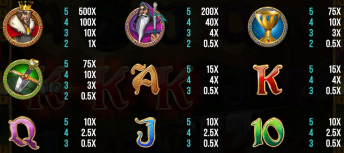 5 500X 5 200X 5 75X
4 100X 4 40X 4 10X
3 10X 3 4X 3 3X
2 1X 2 0.5X 2 0.5X
5 75X
4 10X
3 3X
2 0.5X
A
5 15X
4 4X
3 0.5X
K
5 15X
4 4X
3 0.5X
Q
5 10X
4 2.5X
3 0.5X
J
5 10X
4 2.5X
3 0.5X
10
5 10X
4 2.5X
3 0.5X